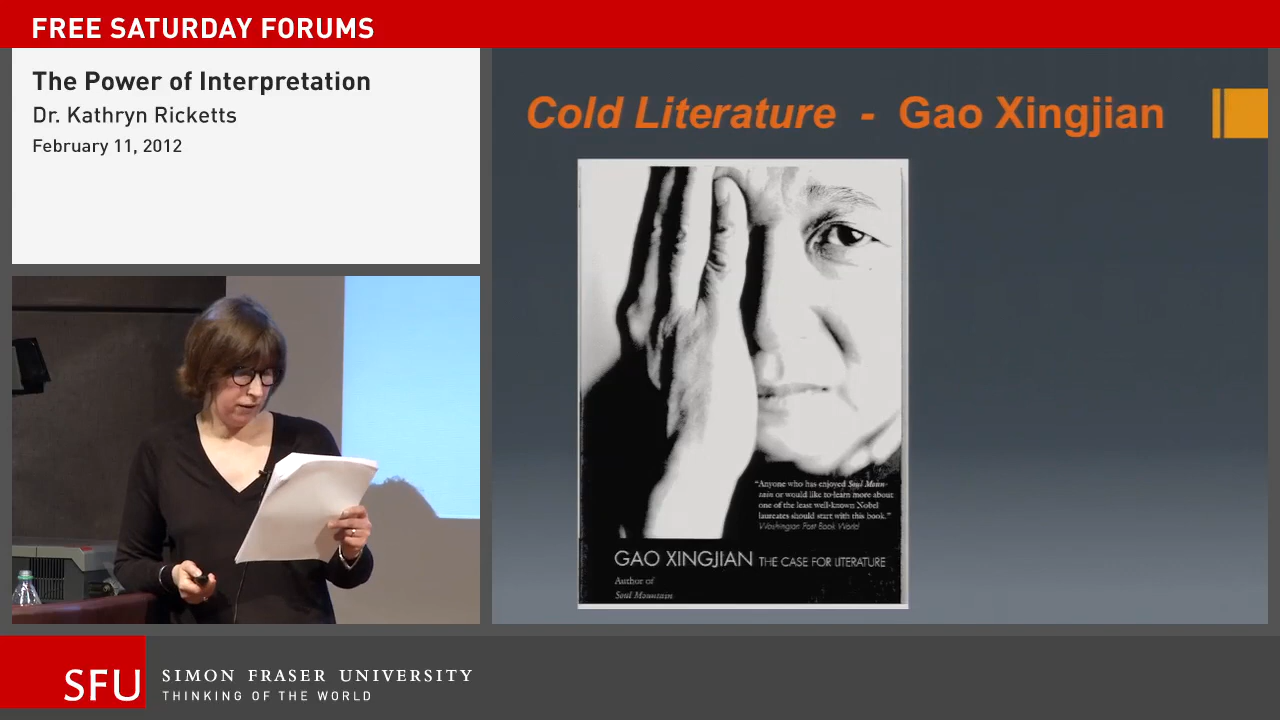 FREE SATURDAY FORUMS
The Power of Interpretation
Dr. Kathryn Ricketts
February 11, 2012
Cold Literature - Gao Xingjian
"Anyone who has enjoyed Soul Moun-
tain or would like to learn more about
one of the least well-known Nobel
laureates should start with this book."
Washington Post Book World
GAO XINGJIAN THE CASE FOR LITERATURE
Author of
Soul Mountain
SFU SIMON FRASER UNIVERSITY
THINKING OF THE WORLD